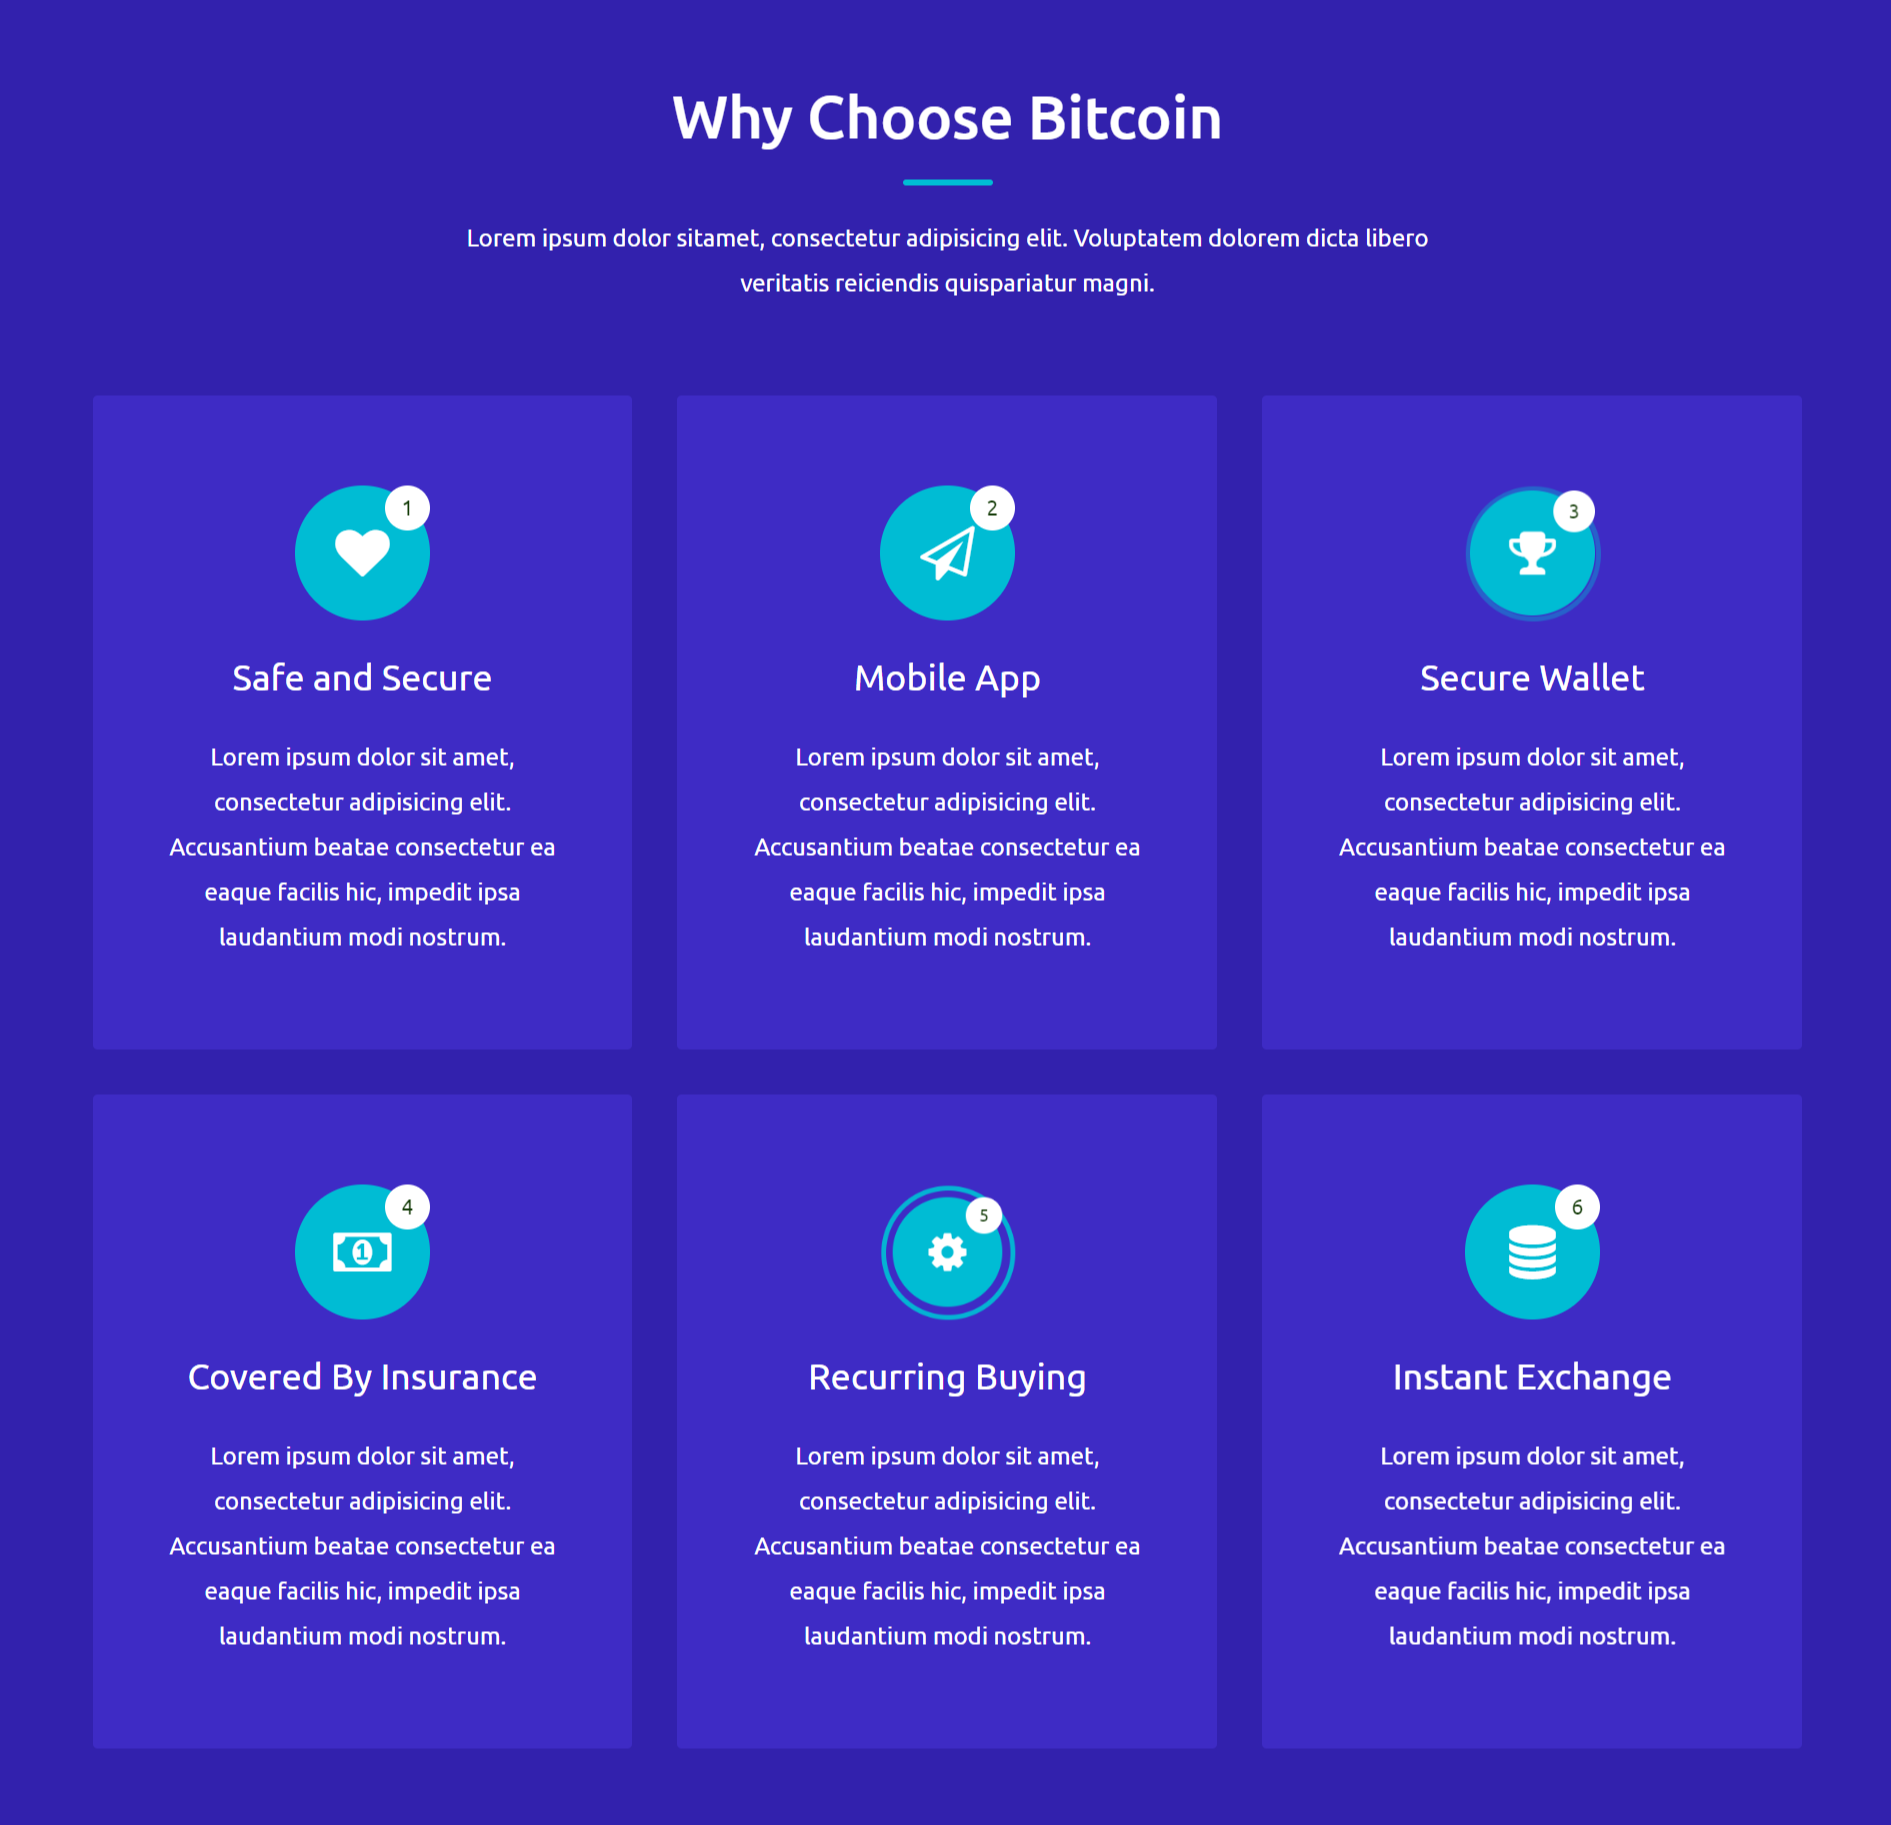 Why Choose Bitcoin
Lorem ipsum dolor sitamet, consectetur adipisicing elit. Voluptatem dolorem dicta libero
veritatis reiciendis quispariatur magni.
1
Safe and Secure
Lorem ipsum dolor sit amet,
consectetur adipisicing elit.
Accusantium beatae consectetur ea
eaque facilis hic, impedit ipsa
laudantium modi nostrum.
2
Mobile App
Lorem ipsum dolor sit amet,
consectetur adipisicing elit.
Accusantium beatae consectetur ea
eaque facilis hic, impedit ipsa
laudantium modi nostrum.
3
Secure Wallet
Lorem ipsum dolor sit amet,
consectetur adipisicing elit.
Accusantium beatae consectetur ea
eaque facilis hic, impedit ipsa
laudantium modi nostrum.
4
1
Covered By Insurance
Lorem ipsum dolor sit amet,
consectetur adipisicing elit.
Accusantium beatae consectetur ea
eaque facilis hic, impedit ipsa
laudantium modi nostrum.
5
Recurring Buying
Lorem ipsum dolor sit amet,
consectetur adipisicing elit.
Accusantium beatae consectetur ea
eaque facilis hic, impedit ipsa
laudantium modi nostrum.
6
Instant Exchange
Lorem ipsum dolor sit amet,
consectetur adipisicing elit.
Accusantium beatae consectetur ea
eaque facilis hic, impedit ipsa
laudantium modi nostrum.